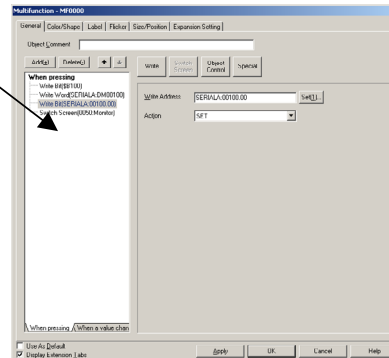 Multifunction - MF0000
General Color/Shape Label Flicker Size/Position Expansion Setting
Object Comment
Add(+) Delete(-)
Write Switch Screen Object Control Special
When pressing
Write Bit($B100)
Write Word(SERIALA:DM00100)
Write Bit(SERIALA:00100.00)
Switch Screen(0050:Monitor)
Write Address SERIALA:00100.00 Set[1]...
Action SET
When pressing When a value chan
Use As Default
Display Extension Tabs
Apply OK Cancel Help